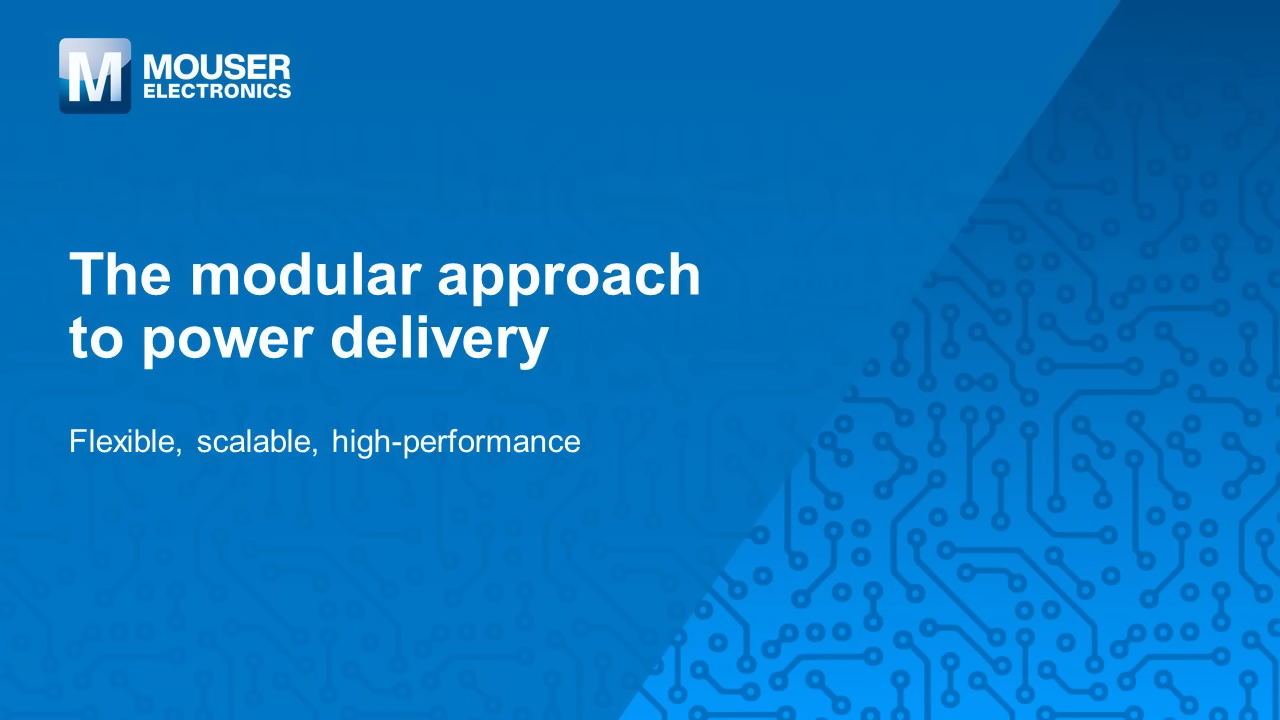 M MOUSER
ELECTRONICS
The modular approach
to power delivery
Flexible, scalable, high-performance